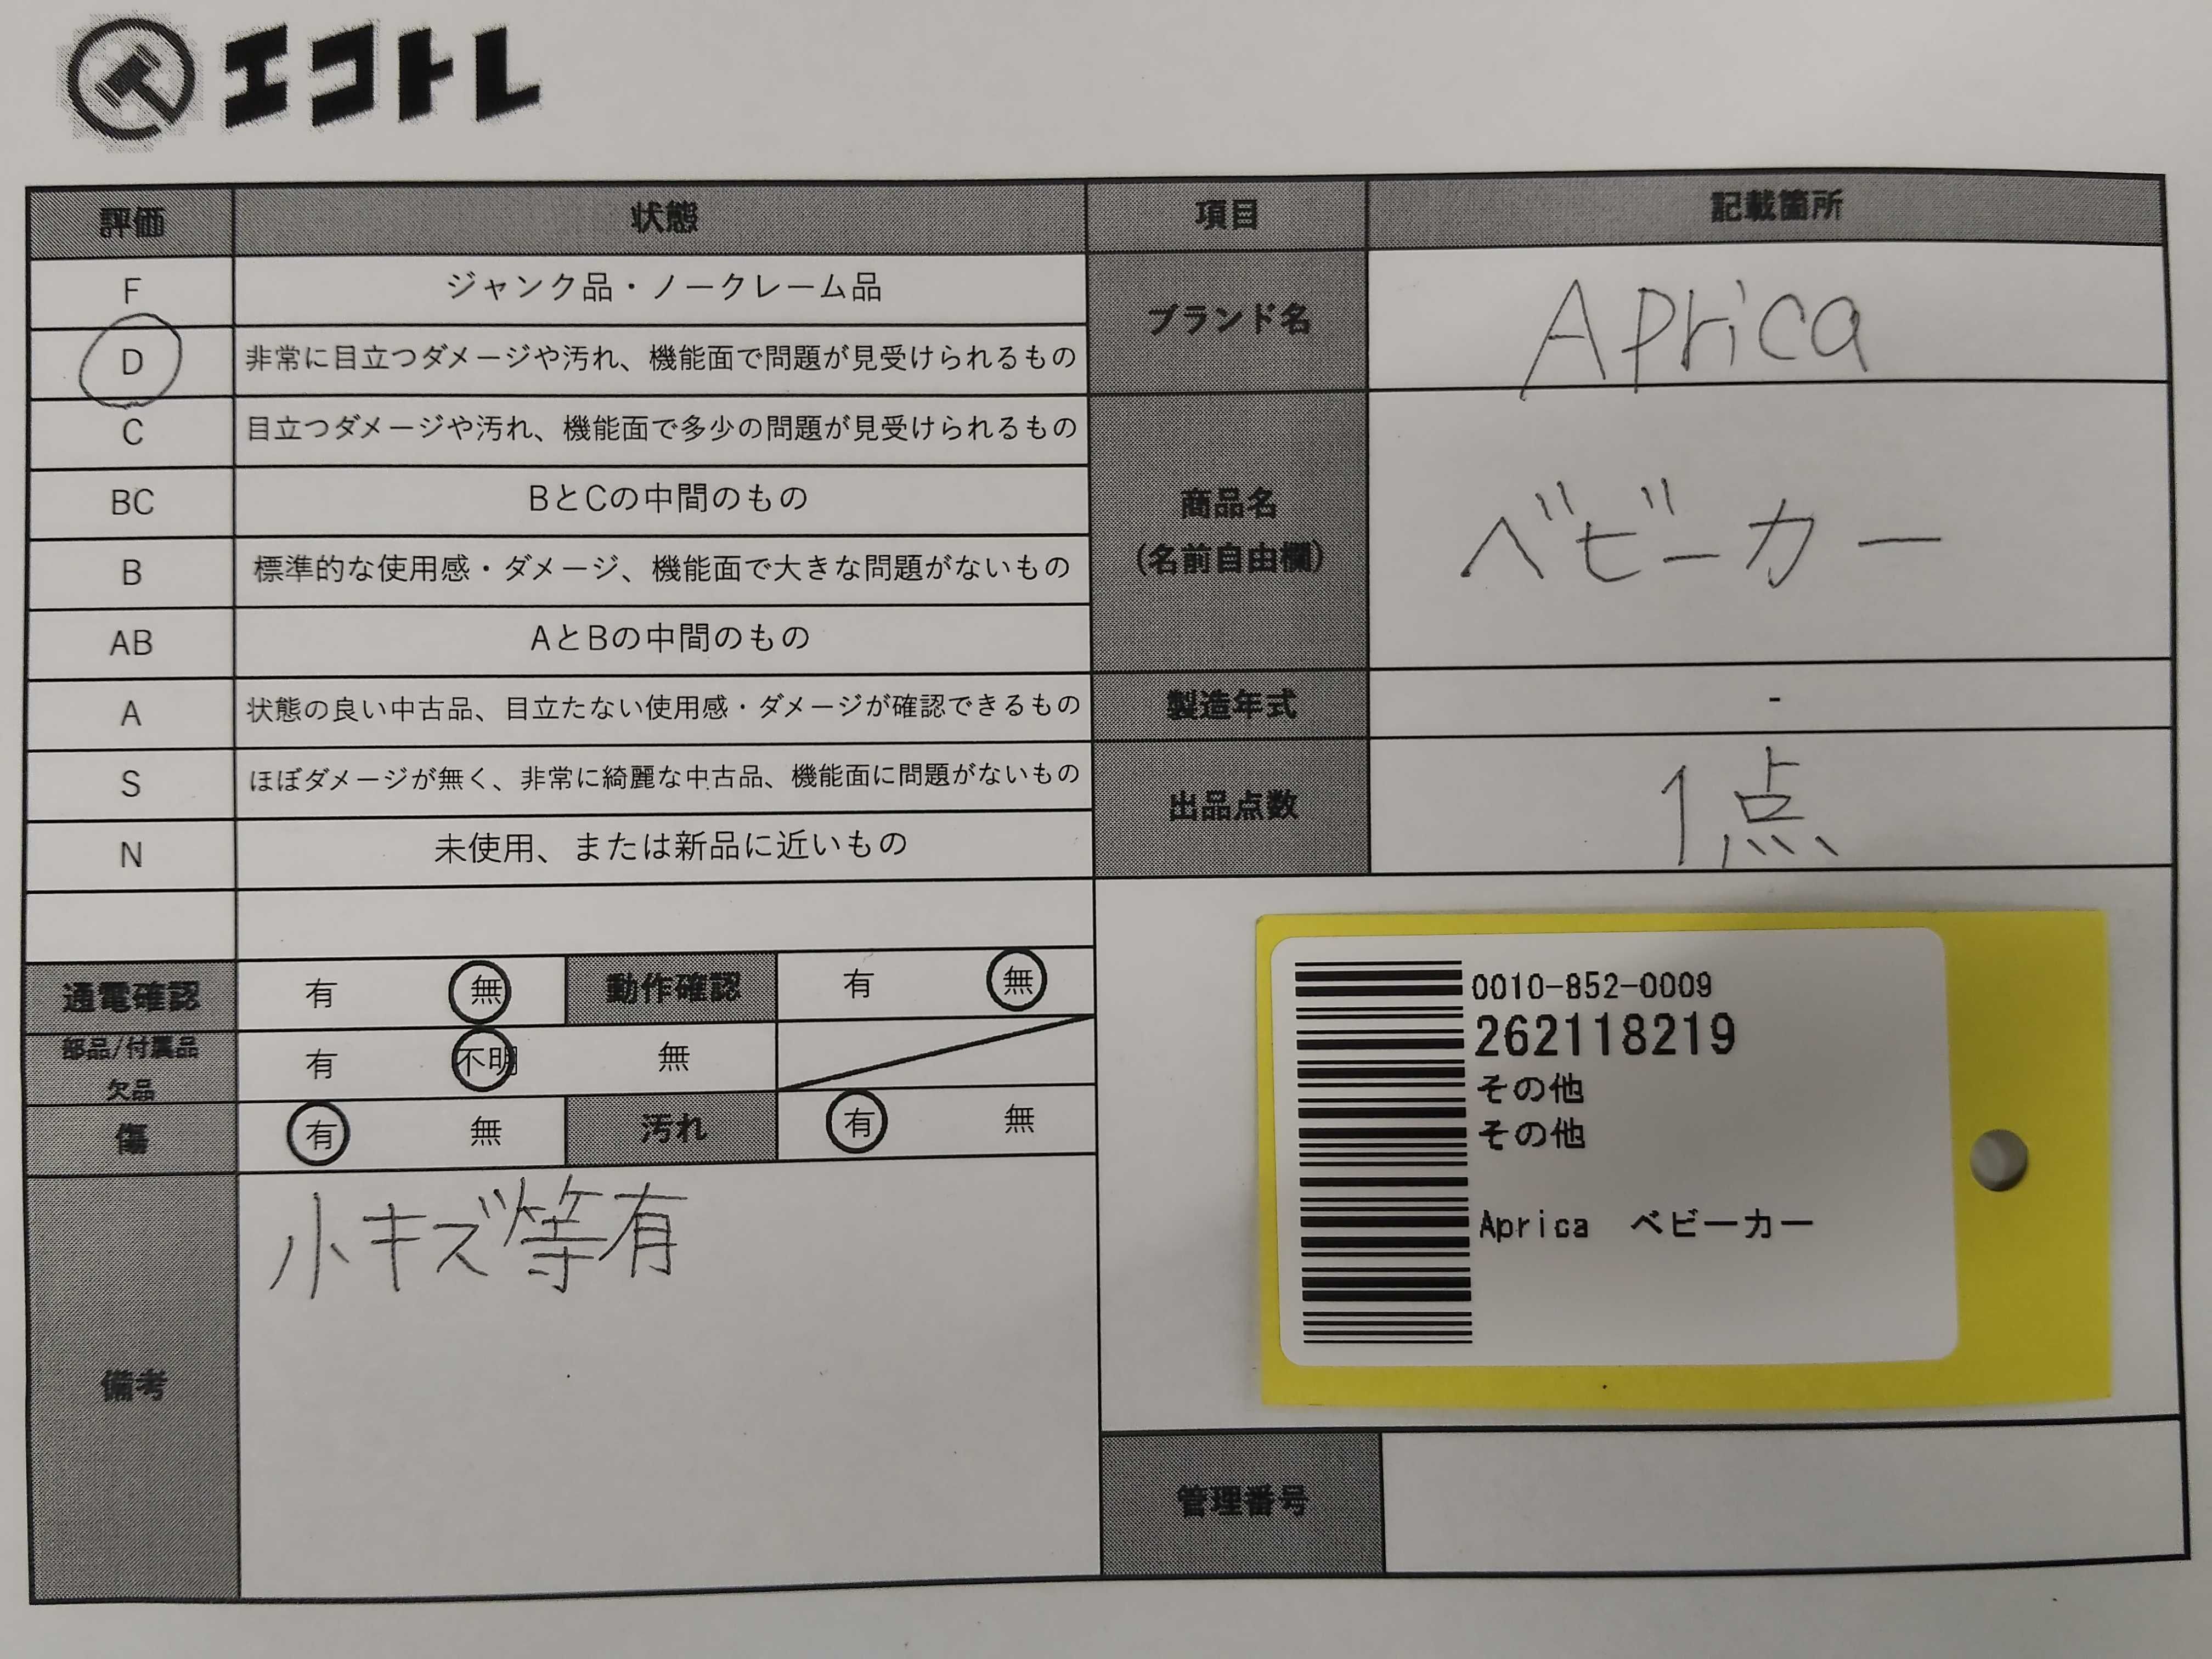 エコトレ
評価 状態 項目 記載箇所
F ジャンク品・ノークレーム品
D 非常に目立つダメージや汚れ、機能面で問題が見受けられるもの
C 目立つダメージや汚れ、機能面で多少の問題が見受けられるもの
BC BとCの中間のもの
B 標準的な使用感・ダメージ、機能面で大きな問題がないもの
AB AとBの中間のもの
A 状態の良い中古品、目立たない使用感・ダメージが確認できるもの
S ほぼダメージが無く、非常に綺麗な中古品、機能面に問題がないもの
N 未使用、または新品に近いもの
ブランド名 Aprica
商品名
(名前自由欄)
ベビーカー
製造年式 -
出品点数 1点
通電確認 有 無 動作確認 有 無
部品/付属品
欠品
有 不明 無
傷 有 無 汚れ 有 無
備考
小キズ等有
0010-852-0009
262118219
その他
その他
Aprica ベビーカー
管理番号